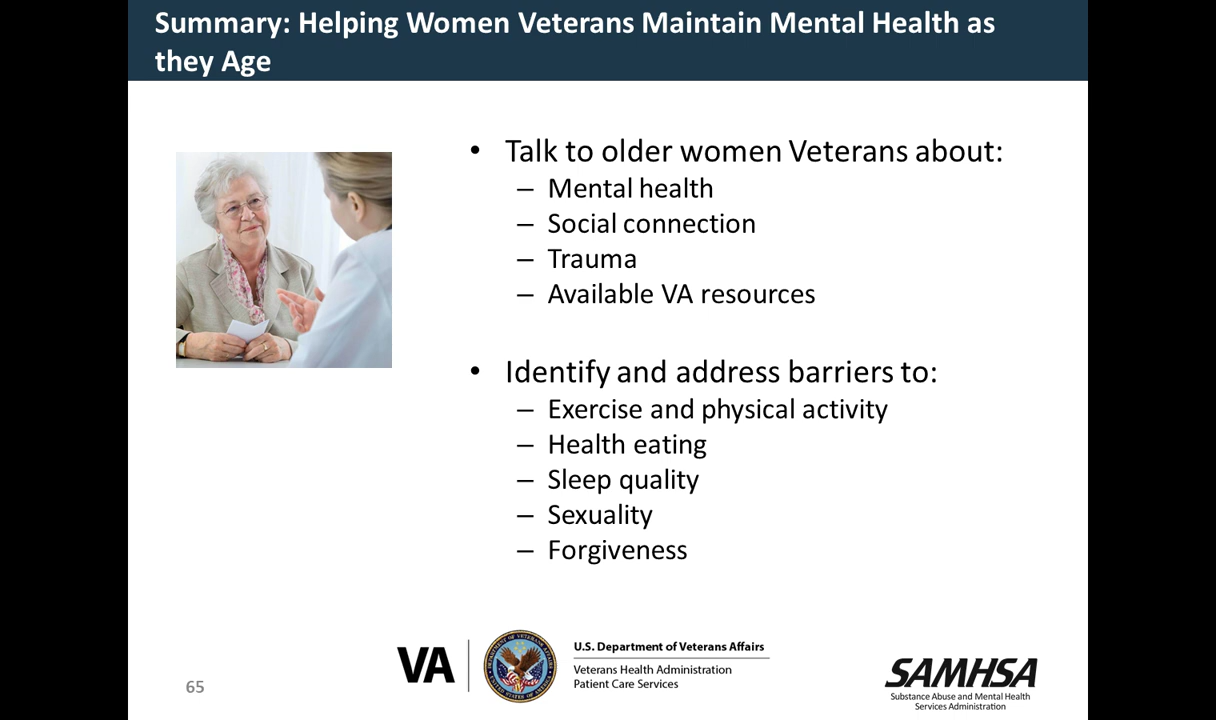 Summary: Helping Women Veterans Maintain Mental Health as
they Age
• Talk to older women Veterans about:
– Mental health
– Social connection
– Trauma
– Available VA resources
• Identify and address barriers to:
– Exercise and physical activity
– Health eating
– Sleep quality
– Sexuality
– Forgiveness
65
VA
U.S. Department of Veterans Affairs
Veterans Health Administration
Patient Care Services
SAMHSA
Substance Abuse and Mental Health
Services Administration